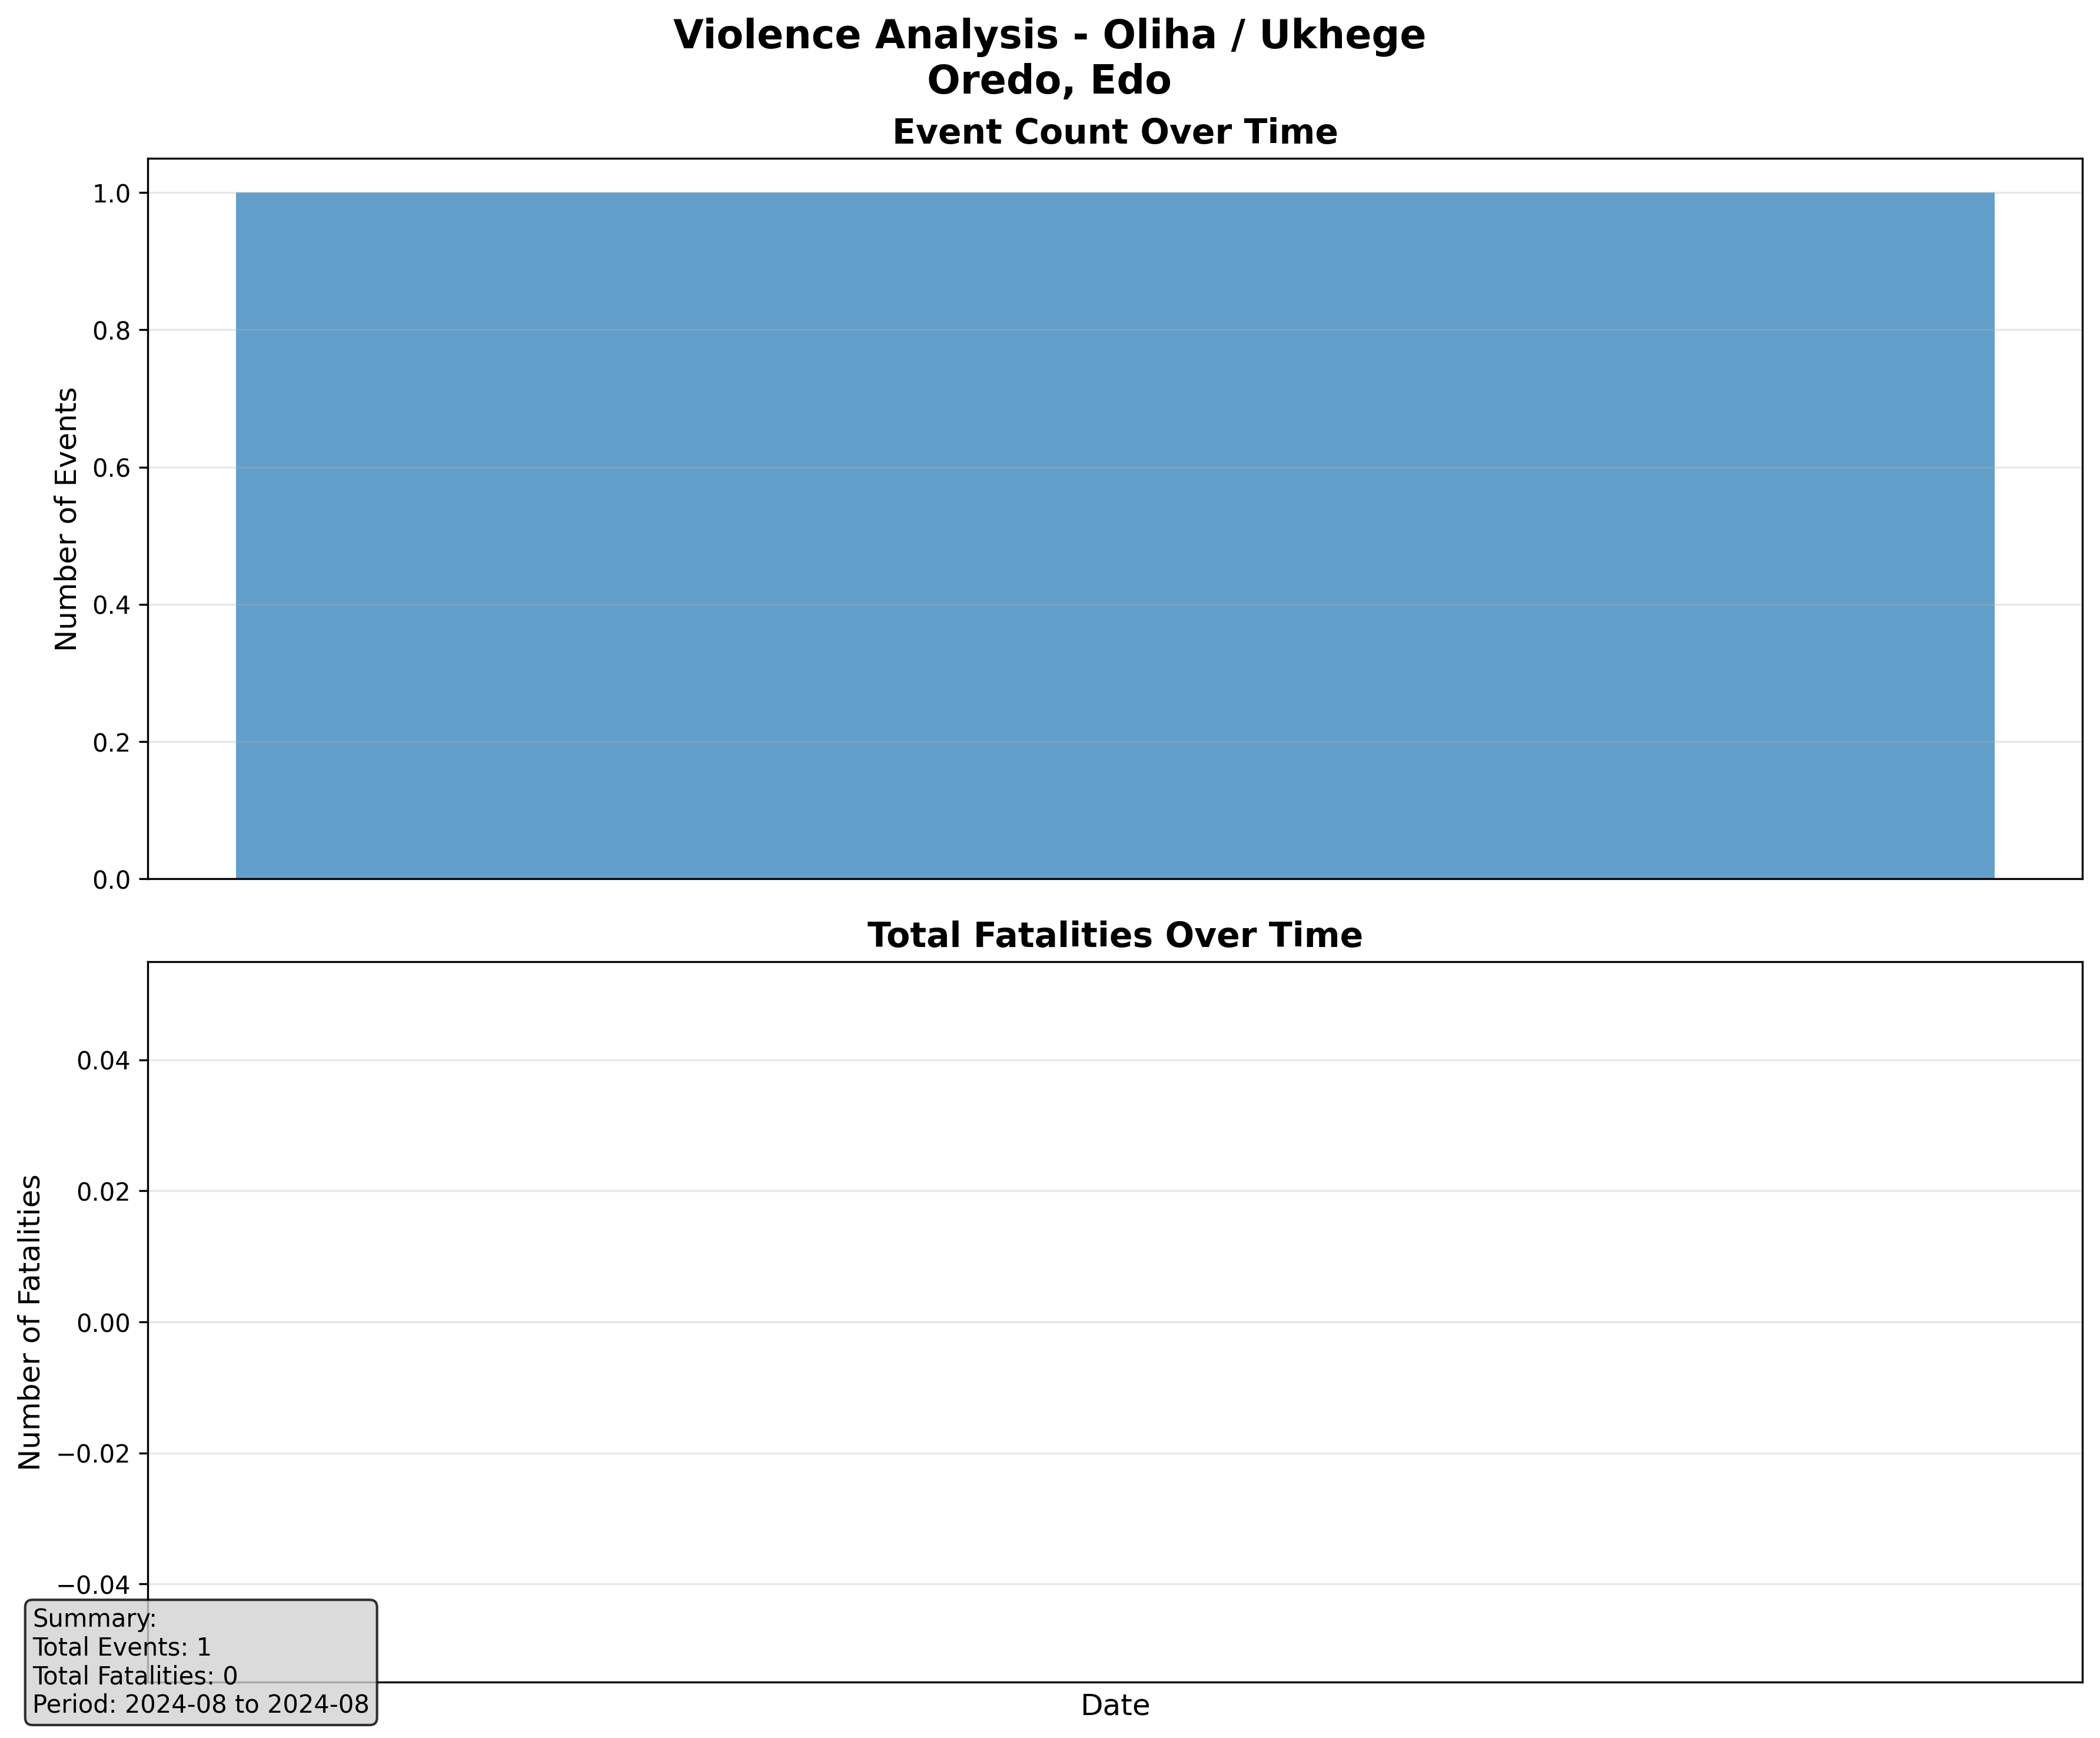 Violence Analysis - Oliha / Ukhege
Oredo, Edo
Event Count Over Time
1.0
0.8
0.6
0.4
0.2
0.0
Number of Events
Total Fatalities Over Time
0.04
0.02
0.00
−0.02
−0.04
Number of Fatalities
Summary:
Total Events: 1
Total Fatalities: 0
Period: 2024-08 to 2024-08
Date